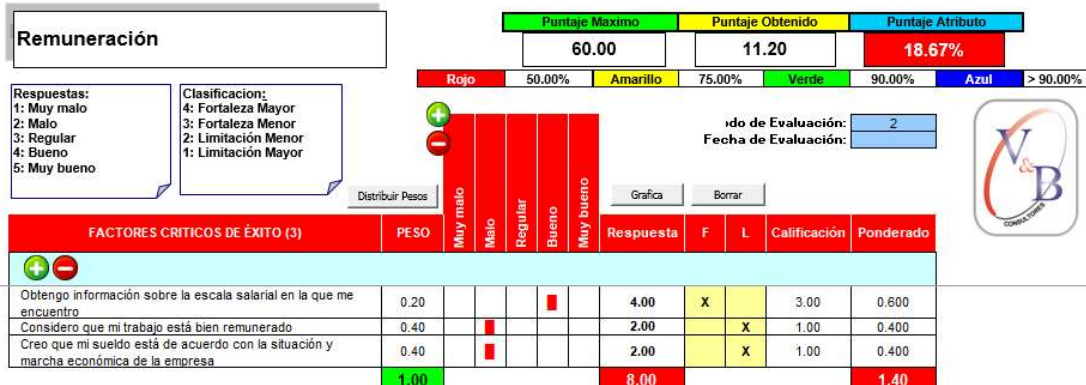 Remuneración
Puntaje Maximo Puntaje Obtenido Puntaje Atributo
60.00 11.20 18.67%
Rojo 50.00% Amarillo 75.00% Verde 90.00% Azul > 90.00%
Respuestas:
1: Muy malo
2: Malo
3: Regular
4: Bueno
5: Muy bueno
Clasificacion:
4: Fortaleza Mayor
3: Fortaleza Menor
2: Limitación Menor
1: Limitación Mayor
do de Evaluación: 2
Fecha de Evaluación:
V&B
CONSULTORES
Distribuir Pesos
Grafica Borrar
FACTORES CRITICOS DE ÉXITO (3) PESO Muy malo Malo Regular Bueno Muy bueno Respuesta F L Calificación Ponderado
Obtengo información sobre la escala salarial en la que me
encuentro 0.20 4.00 X 3.00 0.600
Considero que mi trabajo está bien remunerado 0.40 2.00 X 1.00 0.400
Creo que mi sueldo está de acuerdo con la situación y
marcha económica de la empresa 0.40 2.00 X 1.00 0.400
1.00 8.00 1.40